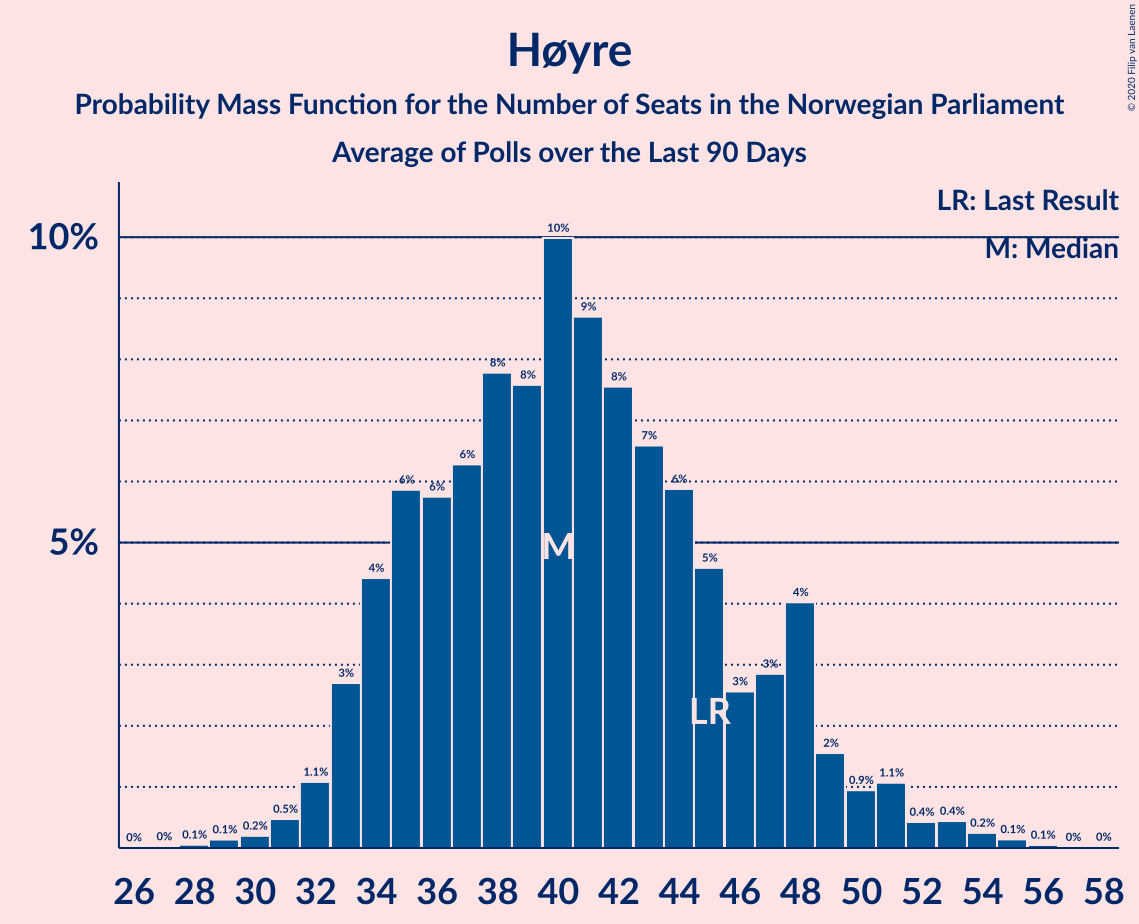 © 2020 Filip van Laenen
Høyre
Probability Mass Function for the Number of Seats in the Norwegian Parliament
Average of Polls over the Last 90 Days
LR: Last Result
M: Median
10%
5%
0% 0% 0.1% 0.1% 0.2% 0.5% 1.1% 3% 4% 6% 6% 6% 8% 8% 10% 9% 8% 7% 6% 5% 3% 3% 4% 2% 0.9% 1.1% 0.4% 0.4% 0.2% 0.1% 0.1% 0% 0%
M
LR
26 28 30 32 34 36 38 40 42 44 46 48 50 52 54 56 58